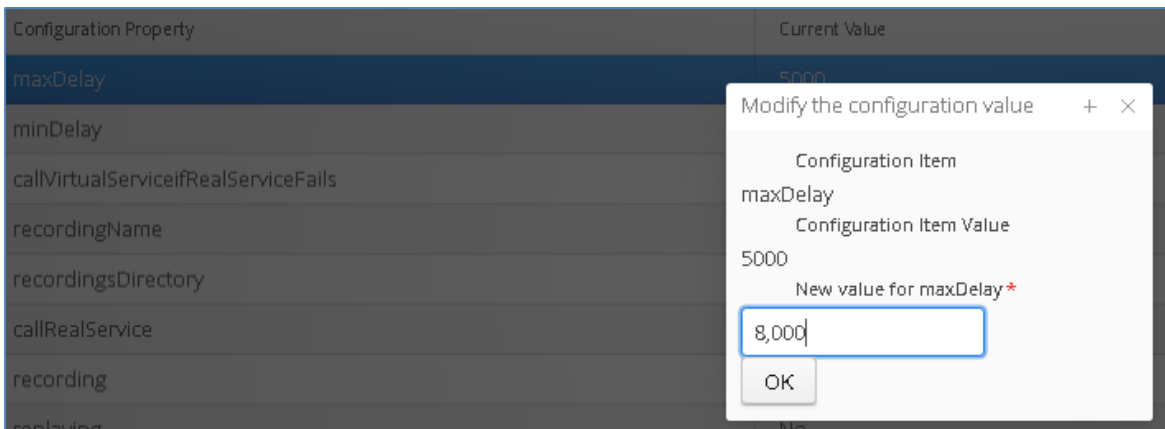 Configuration Property Current Value
maxDelay 5000
minDelay
callVirtualServiceifRealServiceFails
recordingName
recordingsDirectory
callRealService
recording
replaying No
Modify the configuration value + ×
Configuration Item
maxDelay
Configuration Item Value
5000
New value for maxDelay*
8,000
OK